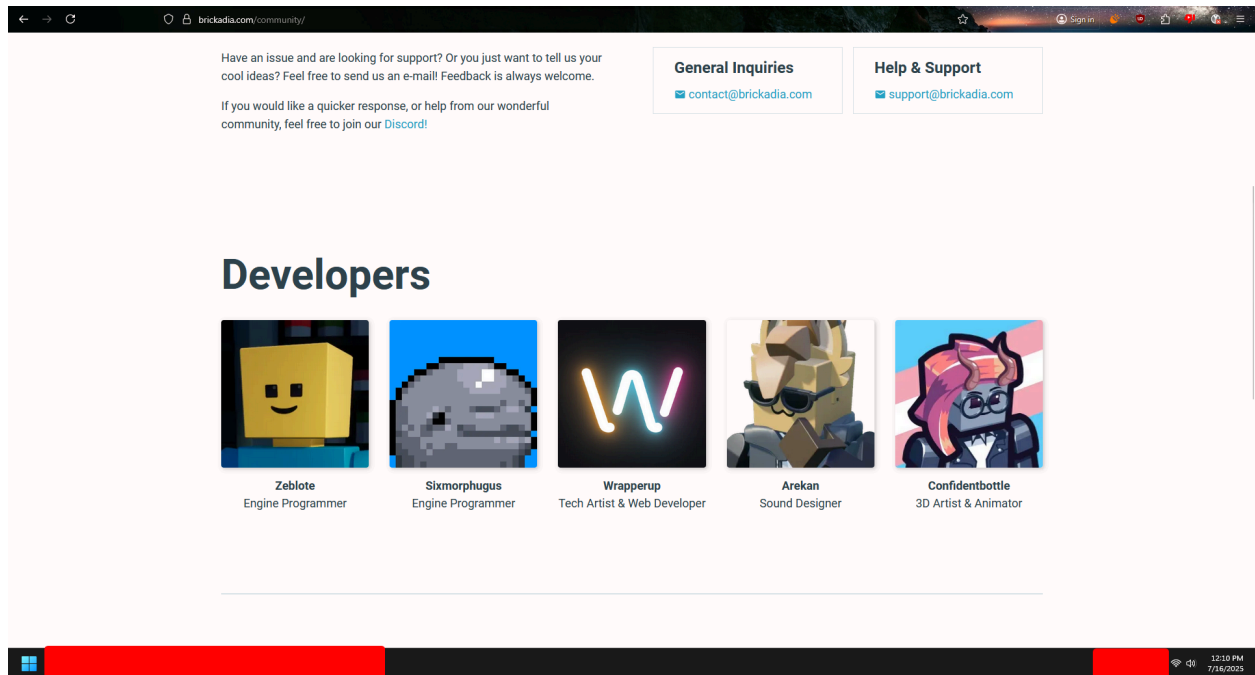 brickadia.com/community/
Sign in
Have an issue and are looking for support? Or you just want to tell us your
cool ideas? Feel free to send us an e-mail! Feedback is always welcome.
If you would like a quicker response, or help from our wonderful
community, feel free to join our Discord!
General Inquiries
contact@brickadia.com
Help & Support
support@brickadia.com
Developers
W
Zeblote
Engine Programmer
Sixmorphugus
Engine Programmer
Wrapperup
Tech Artist & Web Developer
Arekan
Sound Designer
Confidentbottle
3D Artist & Animator
12:10 PM
7/16/2025